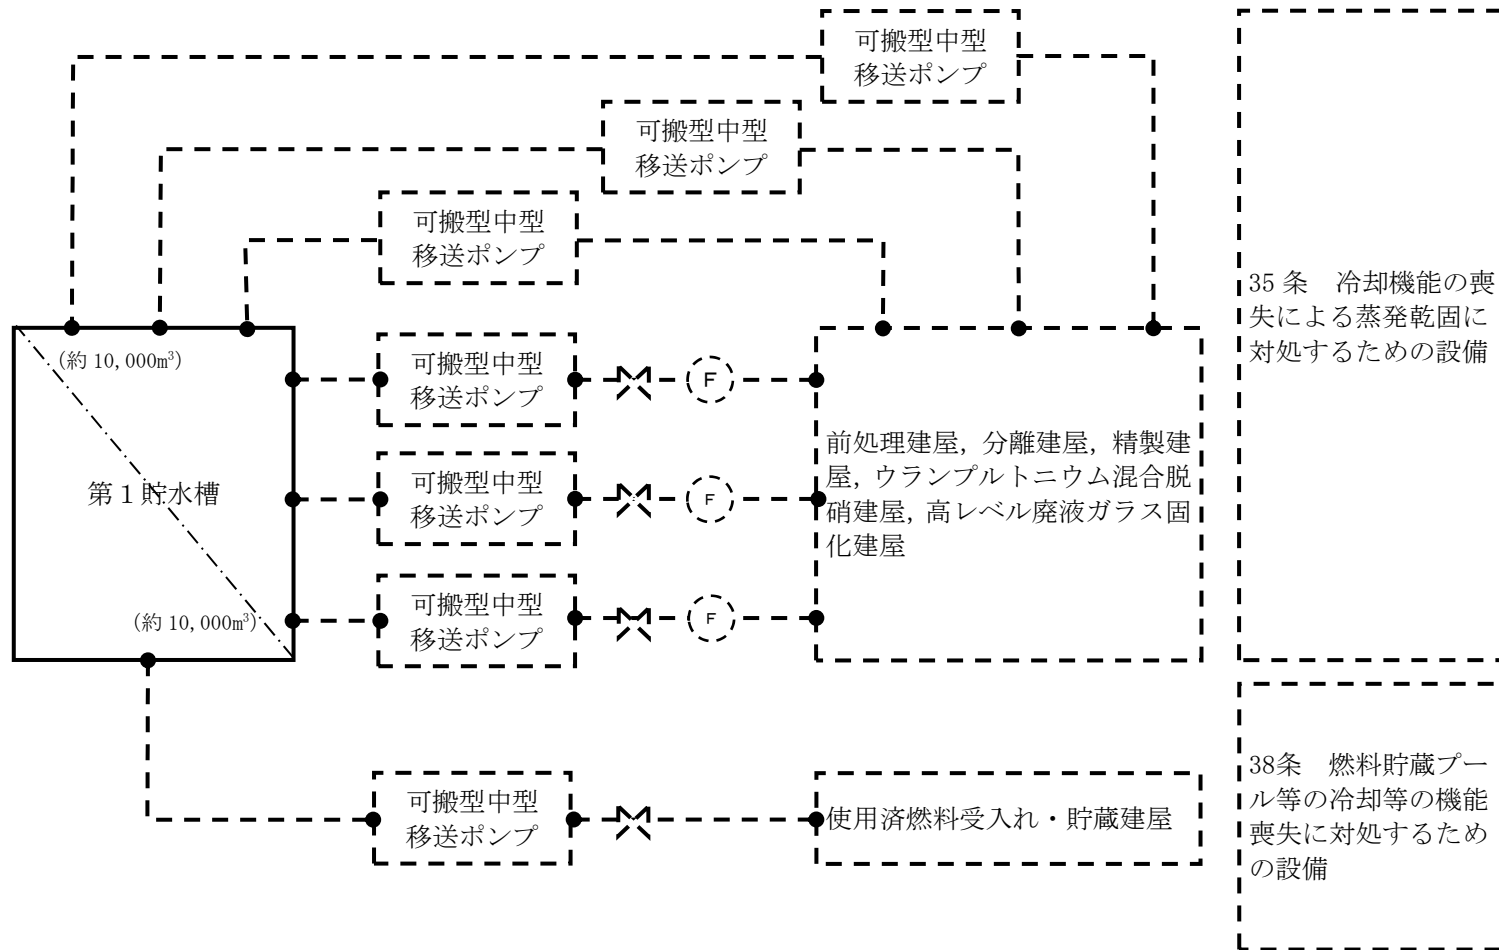 可搬型中型
移送ポンプ
可搬型中型
移送ポンプ
可搬型中型
移送ポンプ
35 条　冷却機能の喪
失による蒸発乾固に
対処するための設備
(約 10,000m³)
第１貯水槽
(約 10,000m³)
可搬型中型
移送ポンプ
F
可搬型中型
移送ポンプ
F
可搬型中型
移送ポンプ
F
前処理建屋, 分離建屋, 精製建
屋, ウランプルトニウム混合脱
硝建屋, 高レベル廃液ガラス固
化建屋
可搬型中型
移送ポンプ
使用済燃料受入れ・貯蔵建屋
38条　燃料貯蔵プー
ル等の冷却等の機能
喪失に対処するため
の設備